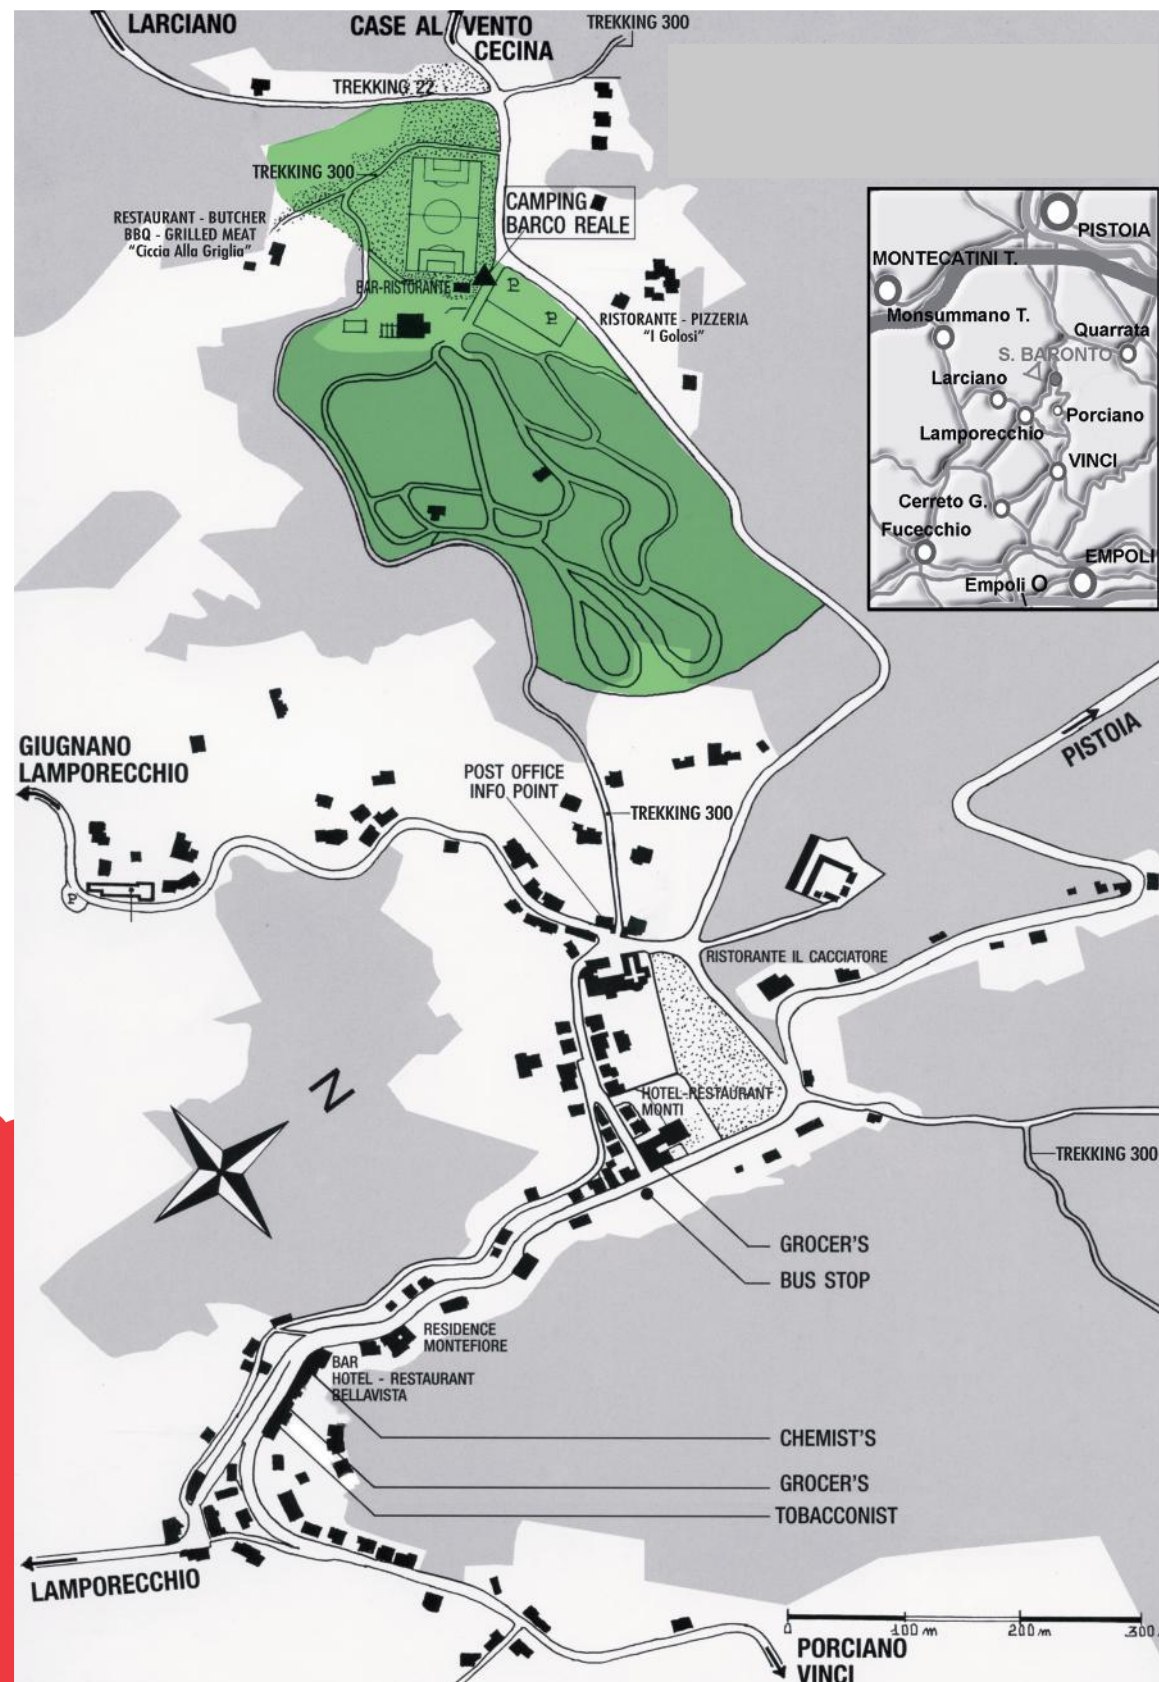 LARCIANO
CASE AL VENTO
CECINA
TREKKING 300
TREKKING 22
TREKKING 300
RESTAURANT - BUTCHER
BBQ - GRILLED MEAT
"Ciccia Alla Griglia"
CAMPING
BARCO REALE
BAR-RISTORANTE
P
P
RISTORANTE - PIZZERIA
"I Golosi"
PISTOIA
MONTECATINI T.
Monsummano T.
Quarrata
S. BARONTO
Larciano
Porciano
Lamporecchio
VINCI
Cerreto G.
Fucecchio
EMPOLI
Empoli
GIUGNANO
LAMPORECCHIO
PISTOIA
POST OFFICE
INFO POINT
TREKKING 300
P
RISTORANTE IL CACCIATORE
N
HOTEL-RESTAURANT
MONTI
TREKKING 300
GROCER'S
BUS STOP
RESIDENCE
MONTEFIORE
BAR
HOTEL - RESTAURANT
BELLAVISTA
CHEMIST'S
GROCER'S
TOBACCONIST
LAMPORECCHIO
0 100 m 200 m 300
PORCIANO
VINCI